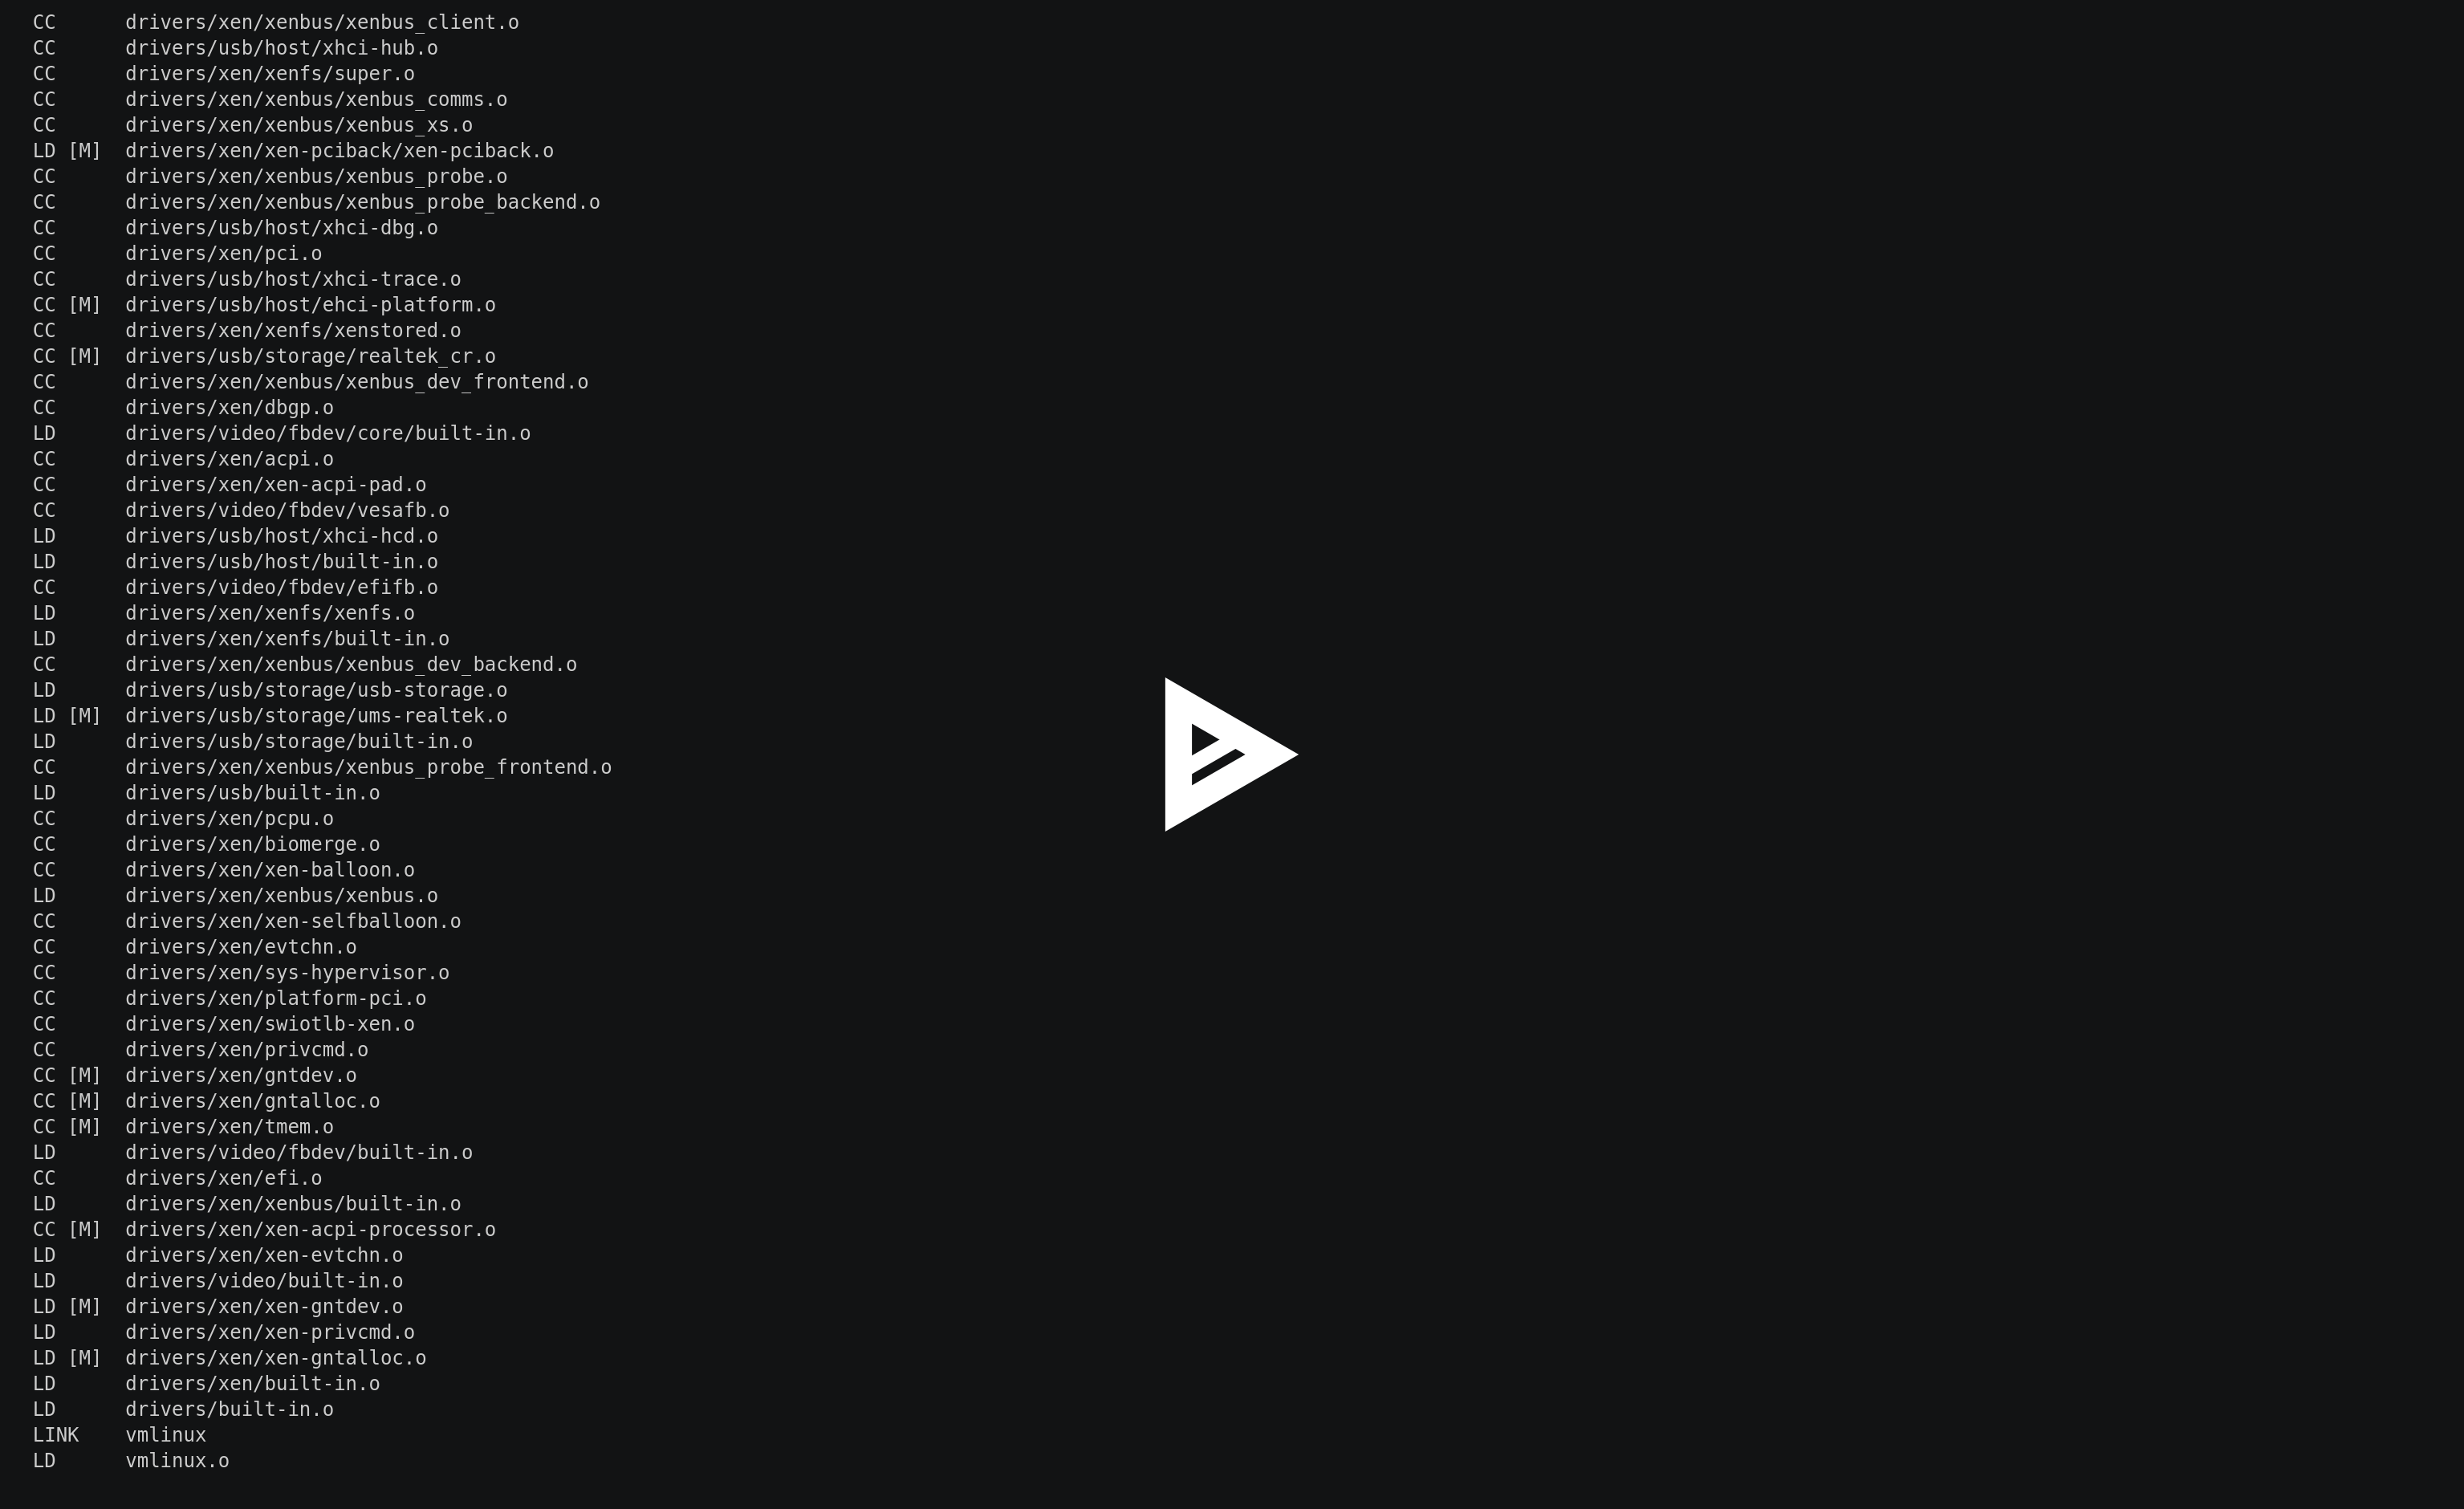 CC      drivers/xen/xenbus/xenbus_client.o
CC      drivers/usb/host/xhci-hub.o
CC      drivers/xen/xenfs/super.o
CC      drivers/xen/xenbus/xenbus_comms.o
CC      drivers/xen/xenbus/xenbus_xs.o
LD [M]  drivers/xen/xen-pciback/xen-pciback.o
CC      drivers/xen/xenbus/xenbus_probe.o
CC      drivers/xen/xenbus/xenbus_probe_backend.o
CC      drivers/usb/host/xhci-dbg.o
CC      drivers/xen/pci.o
CC      drivers/usb/host/xhci-trace.o
CC [M]  drivers/usb/host/ehci-platform.o
CC      drivers/xen/xenfs/xenstored.o
CC [M]  drivers/usb/storage/realtek_cr.o
CC      drivers/xen/xenbus/xenbus_dev_frontend.o
CC      drivers/xen/dbgp.o
LD      drivers/video/fbdev/core/built-in.o
CC      drivers/xen/acpi.o
CC      drivers/xen/xen-acpi-pad.o
CC      drivers/video/fbdev/vesafb.o
LD      drivers/usb/host/xhci-hcd.o
LD      drivers/usb/host/built-in.o
CC      drivers/video/fbdev/efifb.o
LD      drivers/xen/xenfs/xenfs.o
LD      drivers/xen/xenfs/built-in.o
CC      drivers/xen/xenbus/xenbus_dev_backend.o
LD      drivers/usb/storage/usb-storage.o
LD [M]  drivers/usb/storage/ums-realtek.o
LD      drivers/usb/storage/built-in.o
CC      drivers/xen/xenbus/xenbus_probe_frontend.o
LD      drivers/usb/built-in.o
CC      drivers/xen/pcpu.o
CC      drivers/xen/biomerge.o
CC      drivers/xen/xen-balloon.o
LD      drivers/xen/xenbus/xenbus.o
CC      drivers/xen/xen-selfballoon.o
CC      drivers/xen/evtchn.o
CC      drivers/xen/sys-hypervisor.o
CC      drivers/xen/platform-pci.o
CC      drivers/xen/swiotlb-xen.o
CC      drivers/xen/privcmd.o
CC [M]  drivers/xen/gntdev.o
CC [M]  drivers/xen/gntalloc.o
CC [M]  drivers/xen/tmem.o
LD      drivers/video/fbdev/built-in.o
CC      drivers/xen/efi.o
LD      drivers/xen/xenbus/built-in.o
CC [M]  drivers/xen/xen-acpi-processor.o
LD      drivers/xen/xen-evtchn.o
LD      drivers/video/built-in.o
LD [M]  drivers/xen/xen-gntdev.o
LD      drivers/xen/xen-privcmd.o
LD [M]  drivers/xen/xen-gntalloc.o
LD      drivers/xen/built-in.o
LD      drivers/built-in.o
LINK    vmlinux
LD      vmlinux.o